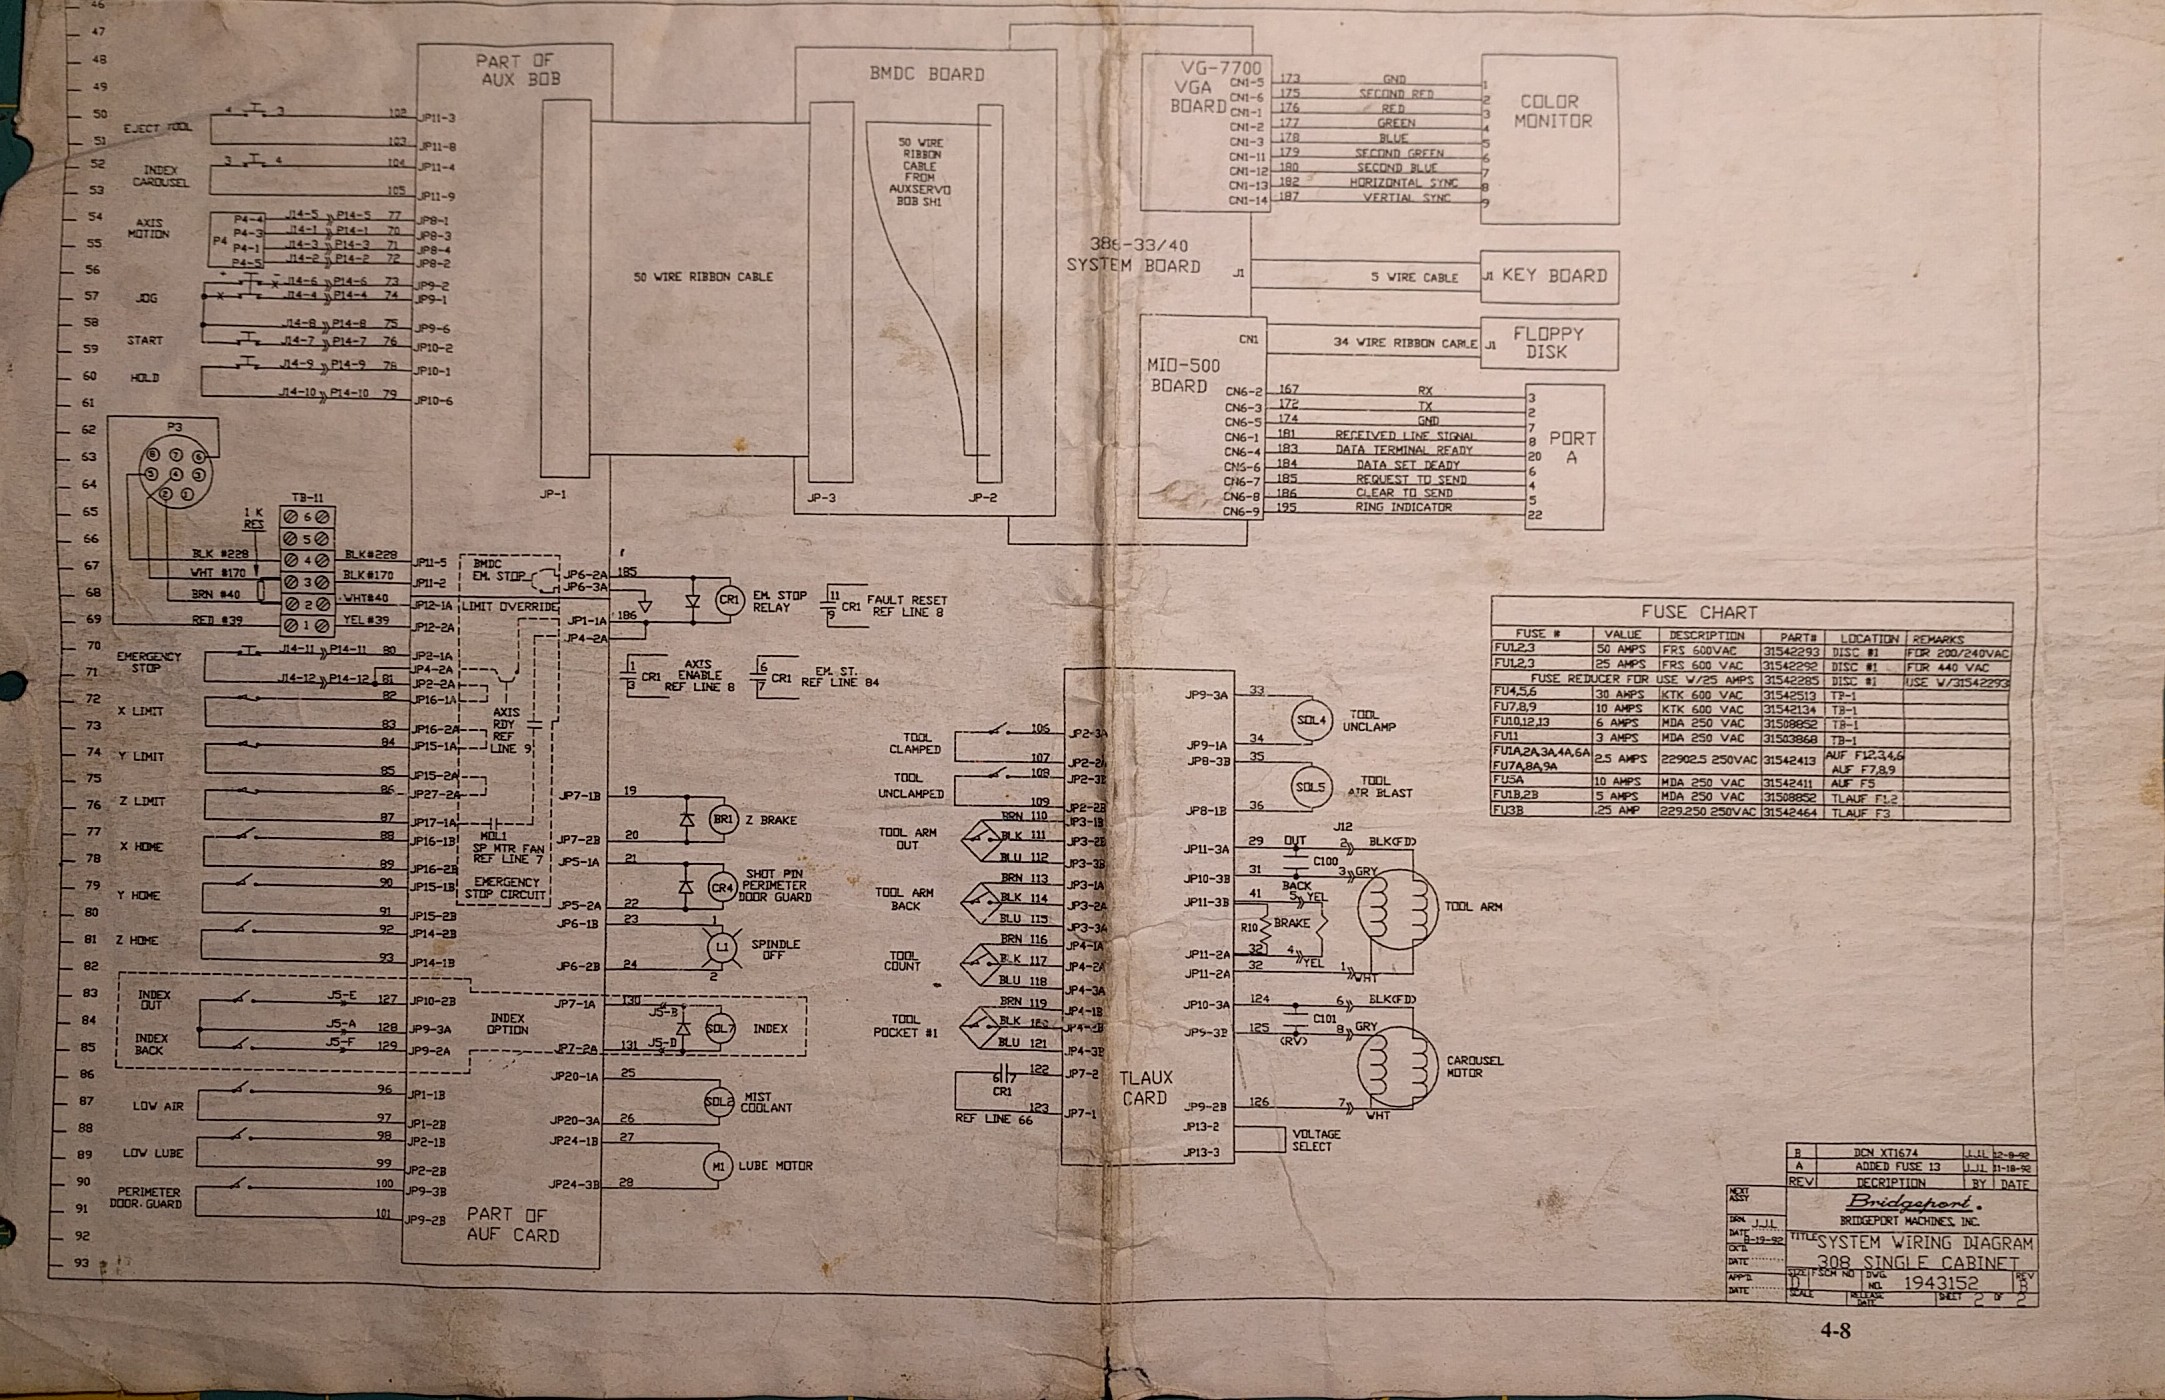 46
47
48
49
50
51
52
53
54
55
56
57
58
59
60
61
62
63
64
65
66
67
68
69
70
71
72
73
74
75
76
77
78
79
80
81
82
83
84
85
86
87
88
89
90
91
92
93
PART OF
AUX BOB
EJECT TOOL
4 3 102 JP11-3
103 JP11-8
INDEX
CAROUSEL
3 4 104 JP11-4
105 JP11-9
AXIS
MOTION
P4
P4-4 J14-5 P14-5 77 JP8-1
P4-3 J14-1 P14-1 70 JP8-3
P4-1 J14-3 P14-3 71 JP8-4
P4-5 J14-2 P14-2 72 JP8-2
JOG
J14-6 P14-6 73 JP9-2
J14-4 P14-4 74 JP9-1
START
J14-8 P14-8 75 JP9-6
J14-7 P14-7 76 JP10-2
HOLD
J14-9 P14-9 78 JP10-1
J14-10 P14-10 79 JP10-6
JP-1
50 WIRE RIBBON CABLE
BMDC BOARD
50 WIRE
RIBBON
CABLE
FROM
AUXSERVO
BOB SH1
JP-3
JP-2
P3
8 7 6
5 4 3
2 1
TB-11
1 K
RES
6
5
BLK #228 4 BLK#228 JP11-5
WHT #170 3 BLK#170 JP11-2
BRN #40 2 WHT#40 JP12-1A
RED #39 1 YEL #39 JP12-2A
BMDC
EM. STOP
LIMIT OVERRIDE
JP6-2A 185
JP6-3A
JP1-1A 186
JP4-2A
CR1 EM. STOP
RELAY
11
9
CR1 FAULT RESET
REF LINE 8
1
3
CR1 AXIS
ENABLE
REF LINE 8
6
7
CR1 EM. ST.
REF LINE 84
EMERGENCY
STOP
J14-11 P14-11 80 JP2-1A
JP4-2A
J14-12 P14-12 81 JP2-2A
X LIMIT
82 JP16-1A
83 JP16-2A
Y LIMIT
84 JP15-1A
85 JP15-2A
Z LIMIT
86 JP27-2A
87 JP17-1A
X HOME
88 JP16-1B
89 JP16-2B
Y HOME
90 JP15-1B
91 JP15-2B
Z HOME
92 JP14-2B
93 JP14-1B
AXIS
RDY
REF
LINE 9
MOL1
SP MTR FAN
REF LINE 7
EMERGENCY
STOP CIRCUIT
JP7-1B 19
BR1 Z BRAKE
JP7-2B 20
JP5-1A 21
CR4 SHOT PIN
PERIMETER
DOOR GUARD
JP5-2A 22
JP6-1B 23
1
L1 SPINDLE
OFF
2
JP6-2B 24
INDEX
OUT
J5-E 127 JP10-2B
J5-A 128 JP9-3A
INDEX
BACK
J5-F 129 JP9-2A
INDEX
OPTION
JP7-1A 130 J5-B
SOL7 INDEX
JP7-2A 131 J5-D
LOW AIR
96 JP1-1B
97 JP1-2B
LOW LUBE
98 JP2-1B
99 JP2-2B
PERIMETER
DOOR. GUARD
100 JP9-3B
101 JP9-2B
JP20-1A 25
SOL2 MIST
COOLANT
JP20-3A 26
JP24-1B 27
M1 LUBE MOTOR
JP24-3B 28
PART OF
AUF CARD
VG-7700
VGA
BOARD
CN1-5 173 GND 1
CN1-6 175 SECOND RED 2
CN1-1 176 RED 3
CN1-2 177 GREEN 4
CN1-3 178 BLUE 5
CN1-11 179 SECOND GREEN 6
CN1-12 180 SECOND BLUE 7
CN1-13 182 HORIZONTAL SYNC 8
CN1-14 187 VERTIAL SYNC 9
COLOR
MONITOR
386-33/40
SYSTEM BOARD
J1 5 WIRE CABLE J1 KEY BOARD
CN1 34 WIRE RIBBON CABLE J1 FLOPPY
DISK
MIO-500
BOARD
CN6-2 167 RX 3
CN6-3 172 TX 2
CN6-5 174 GND 7
CN6-1 181 RECEIVED LINE SIGNAL 8
CN6-4 183 DATA TERMINAL READY 20
CN6-6 184 DATA SET DEADY 6
CN6-7 185 REQUEST TO SEND 4
CN6-8 186 CLEAR TO SEND 5
CN6-9 195 RING INDICATOR 22
PORT
A
TOOL
CLAMPED
106 JP2-3A
107 JP2-2A
TOOL
UNCLAMPED
108 JP2-3B
109 JP2-2B
TOOL ARM
OUT
BRN 110 JP3-1B
BLK 111 JP3-2B
BLU 112 JP3-3B
TOOL ARM
BACK
BRN 113 JP3-1A
BLK 114 JP3-2A
BLU 115 JP3-3A
TOOL
COUNT
BRN 116 JP4-1A
BLK 117 JP4-2A
BLU 118 JP4-3A
TOOL
POCKET #1
BRN 119 JP4-1B
BLK 120 JP4-2B
BLU 121 JP4-3B
6 7 122 JP7-2
CR1
123 JP7-1
REF LINE 66
TLAUX
CARD
JP9-3A 33
SOL4 TOOL
UNCLAMP
JP9-1A 34
JP8-3B 35
SOL5 TOOL
AIR BLAST
JP8-1B 36
J12
JP11-3A 29 OUT 2 BLK(FD)
C100
JP10-3B 31 BACK 3 GRY
JP11-3B 41 5 YEL
R10 BRAKE
JP11-2A 32 4 YEL
JP11-2A 32 1 WHT
TOOL ARM
JP10-3A 124 6 BLK(FD)
C101
JP9-3B 125 (RV) 8 GRY
CAROUSEL
MOTOR
JP9-2B 126 7 WHT
JP13-2 VOLTAGE
JP13-3 SELECT
FUSE CHART
FUSE # VALUE DESCRIPTION PART# LOCATION REMARKS
FU1,2,3 50 AMPS FRS 600VAC 31542293 DISC #1 FOR 200/240VAC
FU1,2,3 25 AMPS FRS 600 VAC 31542292 DISC #1 FOR 440 VAC
FUSE REDUCER FOR USE W/25 AMPS 31542285 DISC #1 USE W/31542293
FU4,5,6 30 AMPS KTK 600 VAC 31542513 TB-1
FU7,8,9 10 AMPS KTK 600 VAC 31542134 TB-1
FU10,12,13 6 AMPS MDA 250 VAC 31508852 TB-1
FU11 3 AMPS MDA 250 VAC 31503868 TB-1
FU1A,2A,3A,4A,6A
FU7A,8A,9A 2.5 AMPS 22902.5 250VAC 31542413 AUF F1,2,3,4,6
AUF F7,8,9
FU5A 10 AMPS MDA 250 VAC 31542411 AUF F5
FU1B,2B 5 AMPS MDA 250 VAC 31508852 TLAUF F1,2
FU3B .25 AMP 229.250 250VAC 31542464 TLAUF F3
B DCN XT1674 J.J.L 12-8-92
A ADDED FUSE 13 J.J.L 11-18-92
REV DECRIPTION BY DATE
NEXT
ASSY
Bridgeport.
BRIDGEPORT MACHINES, INC.
DRN. J.J.L
DATE 8-19-92
CK'D.
DATE
APP'D.
DATE
TITLE SYSTEM WIRING DIAGRAM
308 SINGLE CABINET
SIZE D FSCM NO DWG. NO. 1943152 REV B
SCALE RELEASE DATE SHEET 2 OF 2
4-8